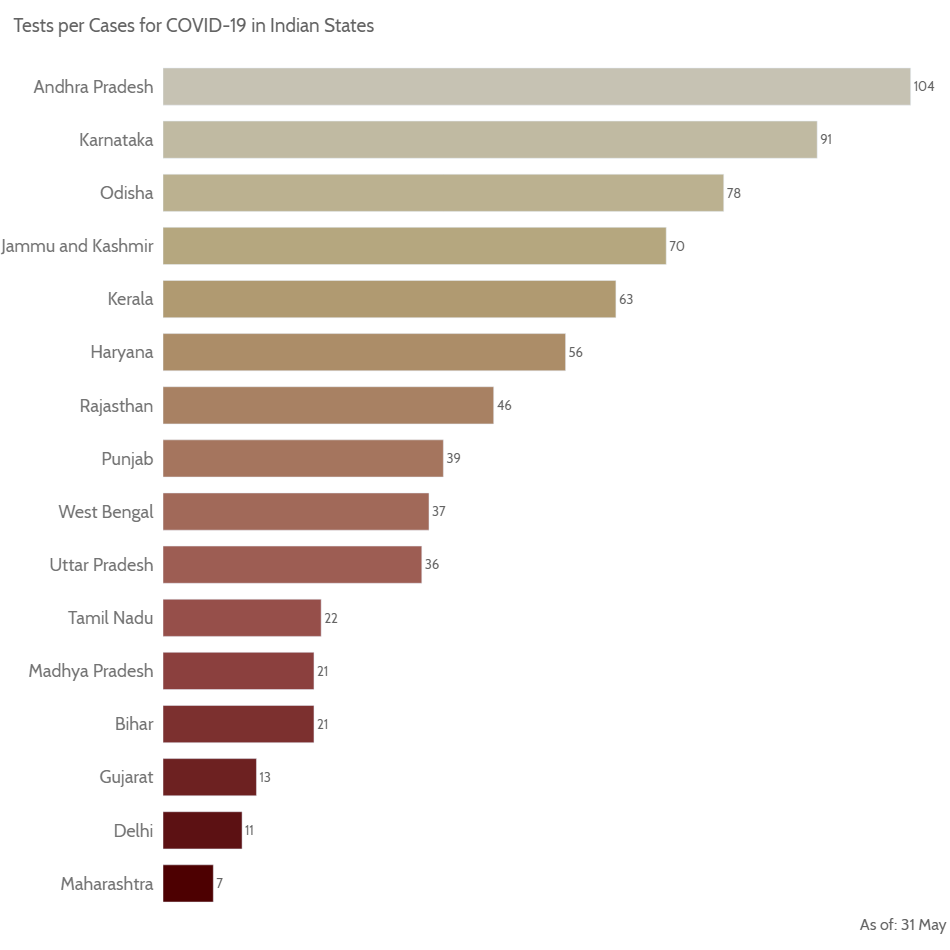 Tests per Cases for COVID-19 in Indian States
Andhra Pradesh 104
Karnataka 91
Odisha 78
Jammu and Kashmir 70
Kerala 63
Haryana 56
Rajasthan 46
Punjab 39
West Bengal 37
Uttar Pradesh 36
Tamil Nadu 22
Madhya Pradesh 21
Bihar 21
Gujarat 13
Delhi 11
Maharashtra 7
As of: 31 May